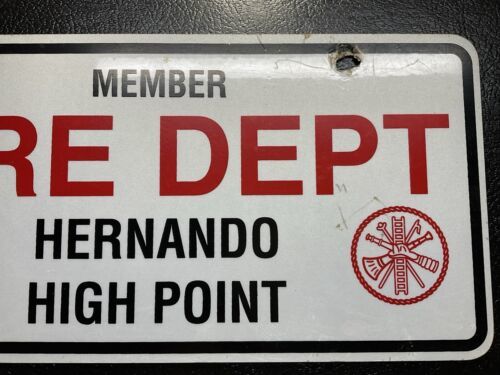 MEMBER
RE DEPT
HERNANDO
HIGH POINT